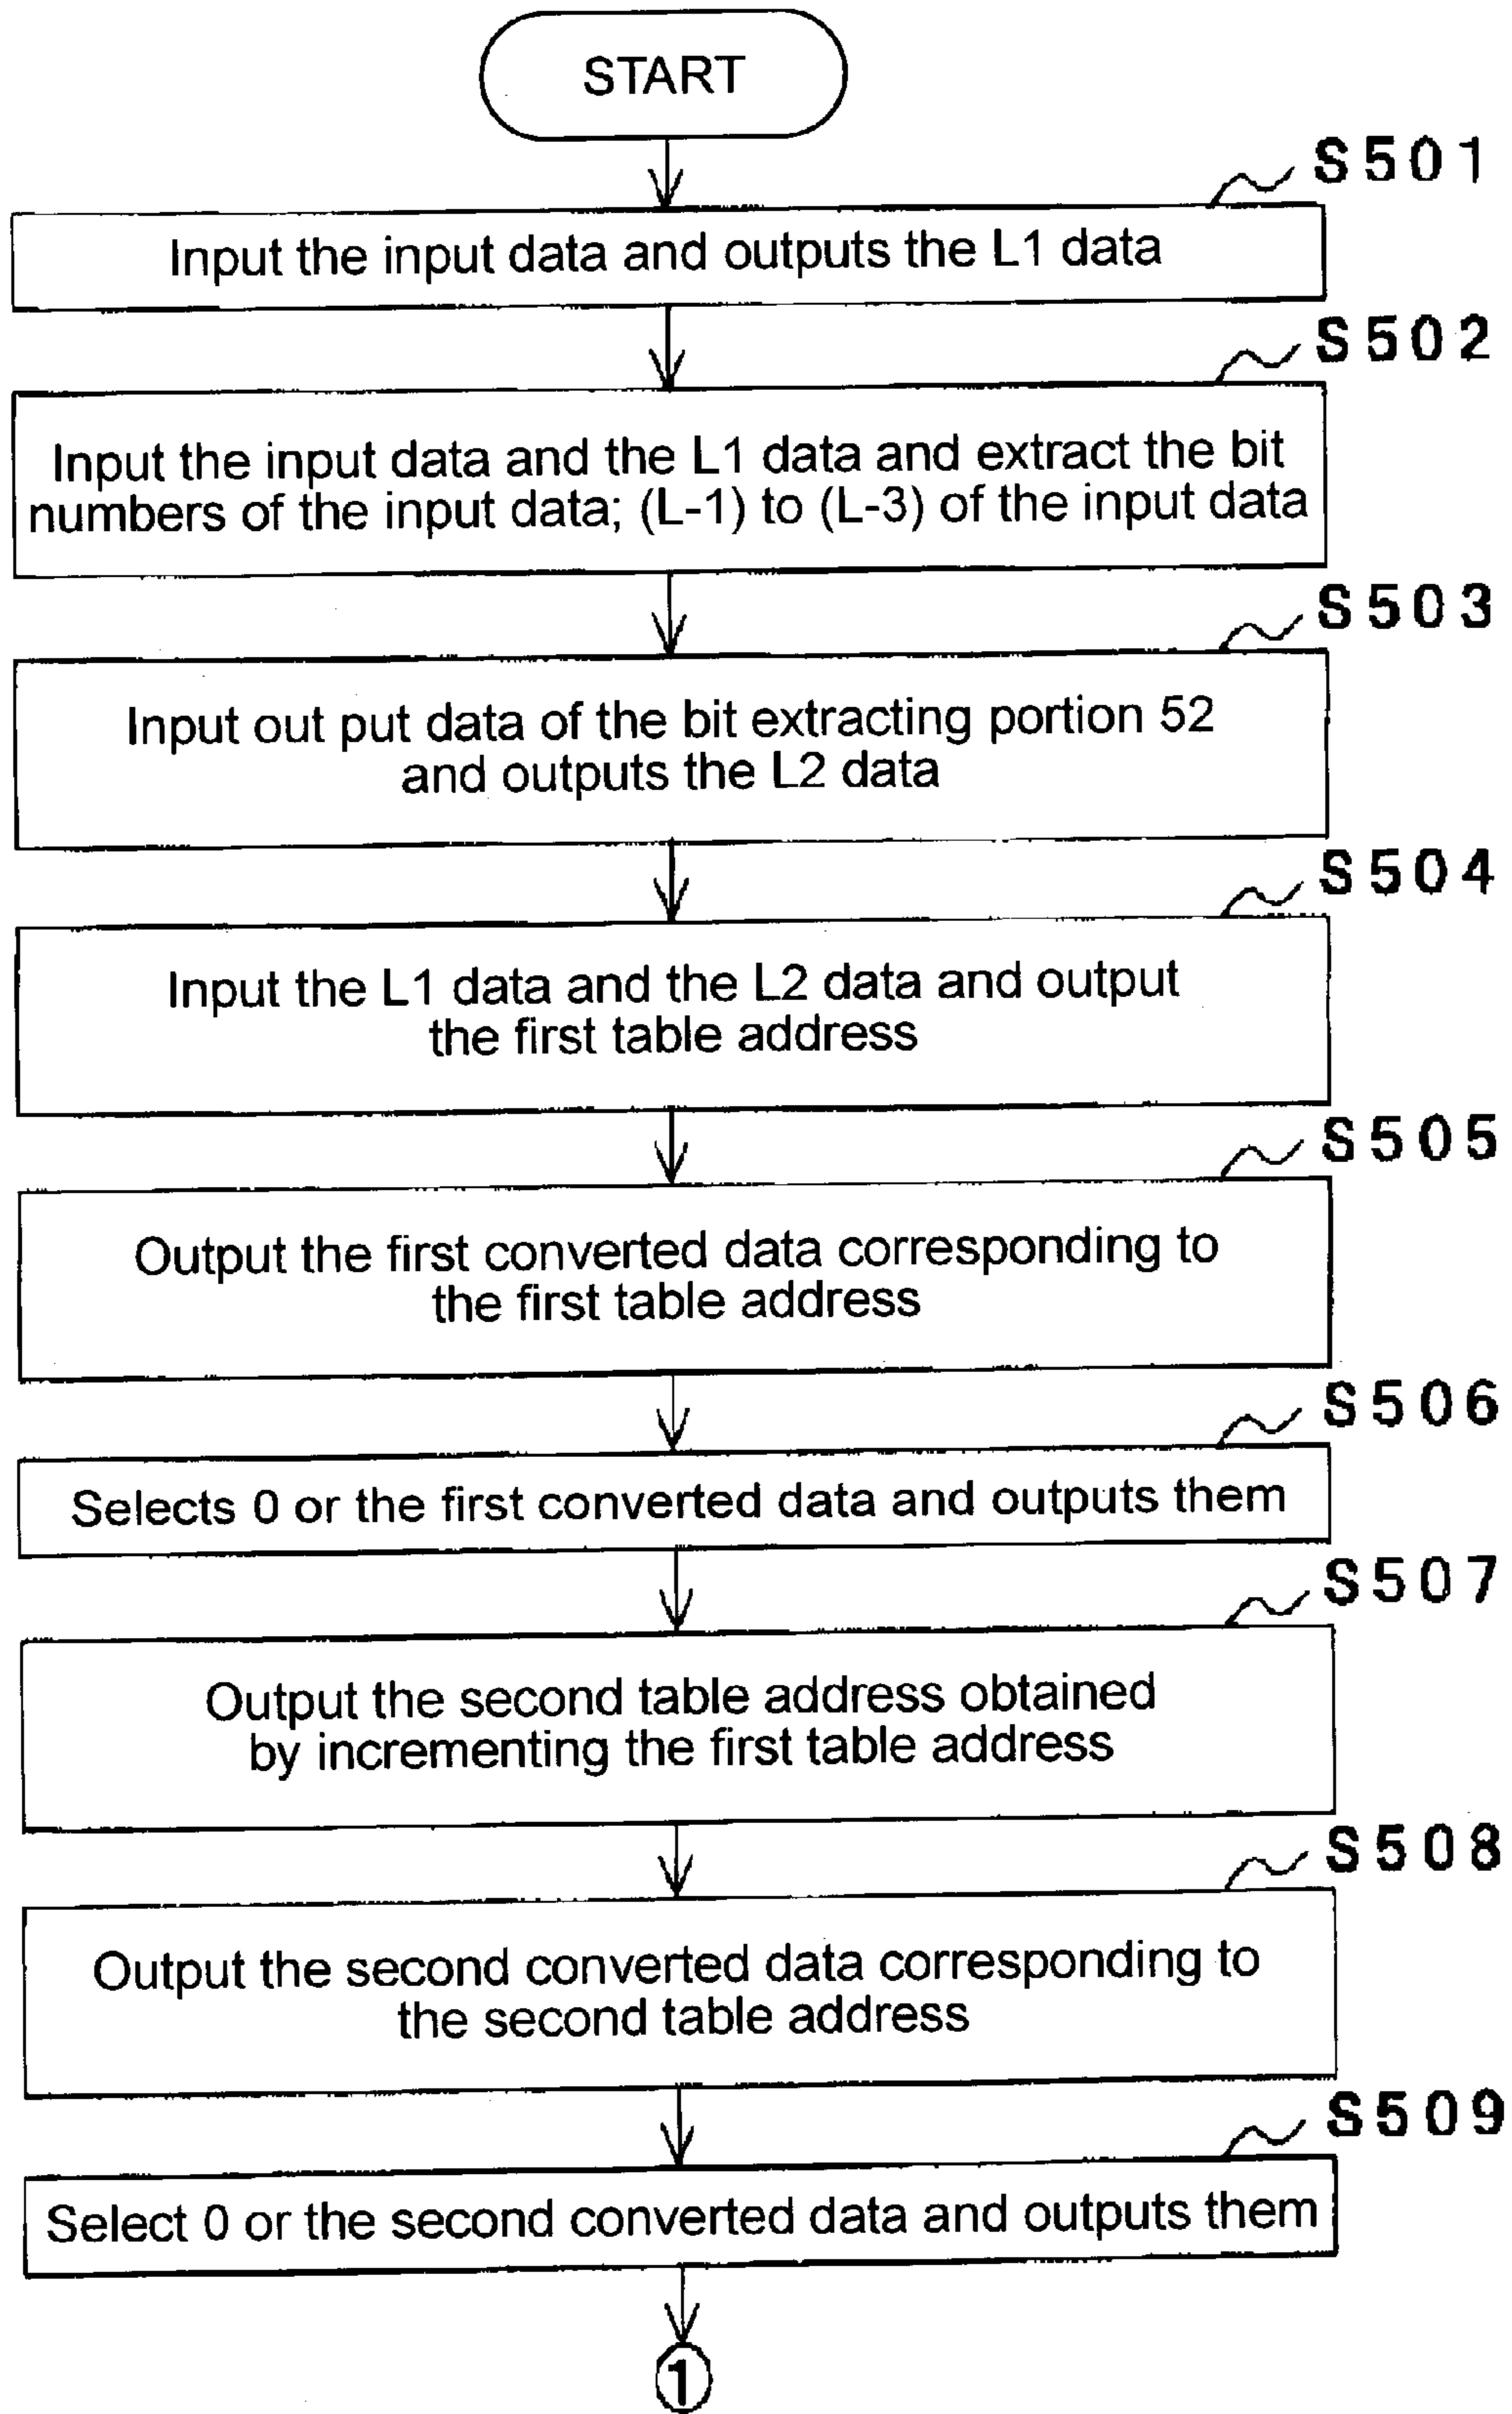 START
S501
Input the input data and outputs the L1 data
S502
Input the input data and the L1 data and extract the bit
numbers of the input data; (L-1) to (L-3) of the input data
S503
Input out put data of the bit extracting portion 52
and outputs the L2 data
S504
Input the L1 data and the L2 data and output
the first table address
S505
Output the first converted data corresponding to
the first table address
S506
Selects 0 or the first converted data and outputs them
S507
Output the second table address obtained
by incrementing the first table address
S508
Output the second converted data corresponding to
the second table address
S509
Select 0 or the second converted data and outputs them
1